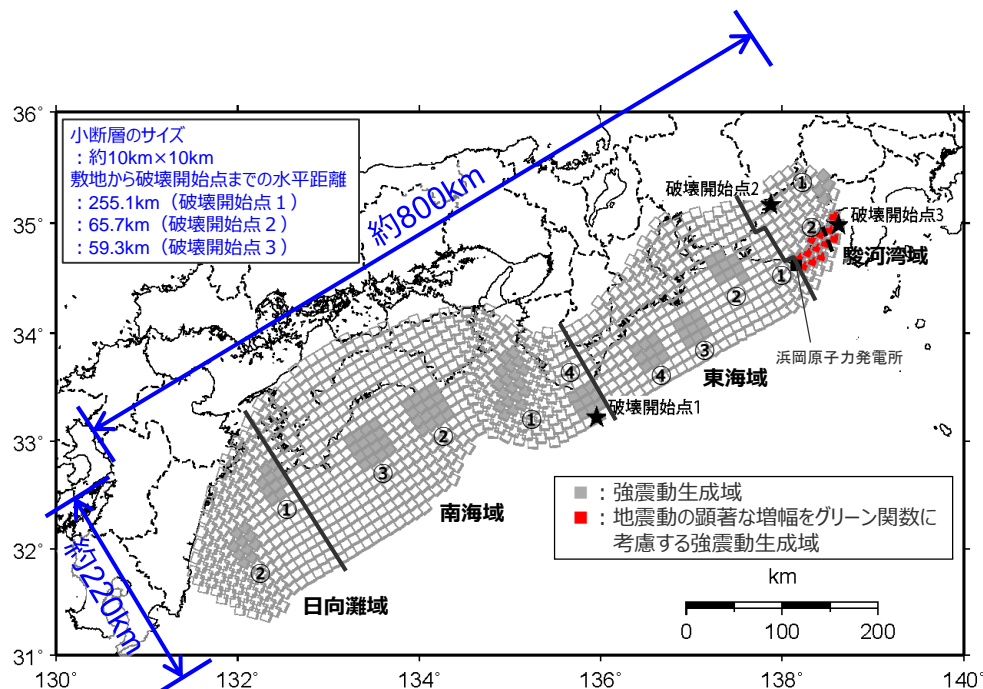 約800km
36°
小断層のサイズ
：約10km×10km
敷地から破壊開始点までの水平距離
：255.1km（破壊開始点１）
：65.7km（破壊開始点２）
：59.3km（破壊開始点３）
破壊開始点2
①
35°
破壊開始点3
②
駿河湾域
①
②
34°
浜岡原子力発電所
③
④
④
東海域
破壊開始点1
①
33°
②
③
■：強震動生成域
■：地震動の顕著な増幅をグリーン関数に
考慮する強震動生成域
①
南海域
32°
②
約220km
km
日向灘域
0 100 200
31°
130° 132° 134° 136° 138° 140°